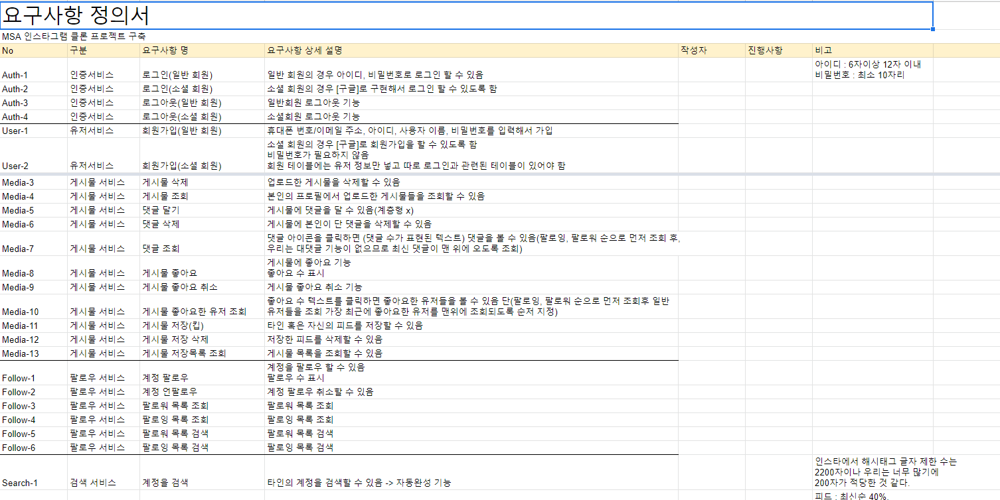 요구사항 정의서
MSA 인스타그램 클론 프로젝트 구축
No 구분 요구사항 명 요구사항 상세 설명 작성자 진행사항 비고
아이디 : 6자이상 12자 이내
Auth-1 인증서비스 로그인(일반 회원) 일반 회원의 경우 아이디, 비밀번호로 로그인 할 수 있음 비밀번호 : 최소 10자리
Auth-2 인증서비스 로그인(소셜 회원) 소셜 회원의 경우 [구글]로 구현해서 로그인 할 수 있도록 함
Auth-3 인증서비스 로그아웃(일반 회원) 일반회원 로그아웃 기능
Auth-4 인증서비스 로그아웃(소셜 회원) 소셜회원 로그아웃 기능
User-1 유저서비스 회원가입(일반 회원) 휴대폰 번호/이메일 주소, 아이디, 사용자 이름, 비밀번호를 입력해서 가입
소셜 회원의 경우 [구글]로 회원가입을 할 수 있도록 함
비밀번호가 필요하지 않음
User-2 유저서비스 회원가입(소셜 회원) 회원 테이블에는 유저 정보만 넣고 따로 로그인과 관련된 테이블이 있어야 함
Media-3 게시물 서비스 게시물 삭제 업로드한 게시물을 삭제할 수 있음
Media-4 게시물 서비스 게시물 조회 본인의 프로필에서 업로드한 게시물들을 조회할 수 있음
Media-5 게시물 서비스 댓글 달기 게시물에 댓글을 달 수 있음(계층형 x)
Media-6 게시물 서비스 댓글 삭제 게시물에 본인이 단 댓글을 삭제할 수 있음
댓글 아이콘을 클릭하면 (댓글 수가 표현된 텍스트) 댓글을 볼 수 있음(팔로잉, 팔로워 순으로 먼저 조회 후,
Media-7 게시물 서비스 댓글 조회 우리는 대댓글 기능이 없으므로 최신 댓글이 맨 위에 오도록 조회)
게시물에 좋아요 기능
Media-8 게시물 서비스 게시물 좋아요 좋아요 수 표시
Media-9 게시물 서비스 게시물 좋아요 취소 게시물 좋아요 취소 기능
좋아요 수 텍스트를 클릭하면 좋아요한 유저들을 볼 수 있음 단(팔로잉, 팔로워 순으로 먼저 조회후 일반
Media-10 게시물 서비스 게시물 좋아요한 유저 조회 유저들을 조회 가장 최근에 좋아요한 유저를 맨위에 조회되도록 순저 지정)
Media-11 게시물 서비스 게시물 저장(킵) 타인 혹은 자신의 피드를 저장할 수 있음
Media-12 게시물 서비스 게시물 저장 삭제 저장한 피드를 삭제할 수 있음
Media-13 게시물 서비스 게시물 저장목록 조회 게시물 목록을 조회할 수 있음
계정을 팔로우 할 수 있음
Follow-1 팔로우 서비스 계정 팔로우 팔로우 수 표시
Follow-2 팔로우 서비스 계정 언팔로우 계정 팔로우 취소할 수 있음
Follow-3 팔로우 서비스 팔로워 목록 조회 팔로워 목록 조회
Follow-4 팔로우 서비스 팔로잉 목록 조회 팔로잉 목록 조회
Follow-5 팔로우 서비스 팔로워 목록 검색 팔로워 목록 검색
Follow-6 팔로우 서비스 팔로잉 목록 검색 팔로잉 목록 검색
인스타에서 해시태그 글자 제한 수는
2200자이나 우리는 너무 많기에
Search-1 검색 서비스 계정을 검색 타인의 계정을 검색할 수 있음 -> 자동완성 기능 200자가 적당한 것 같다.
피드 : 최신순 40%,